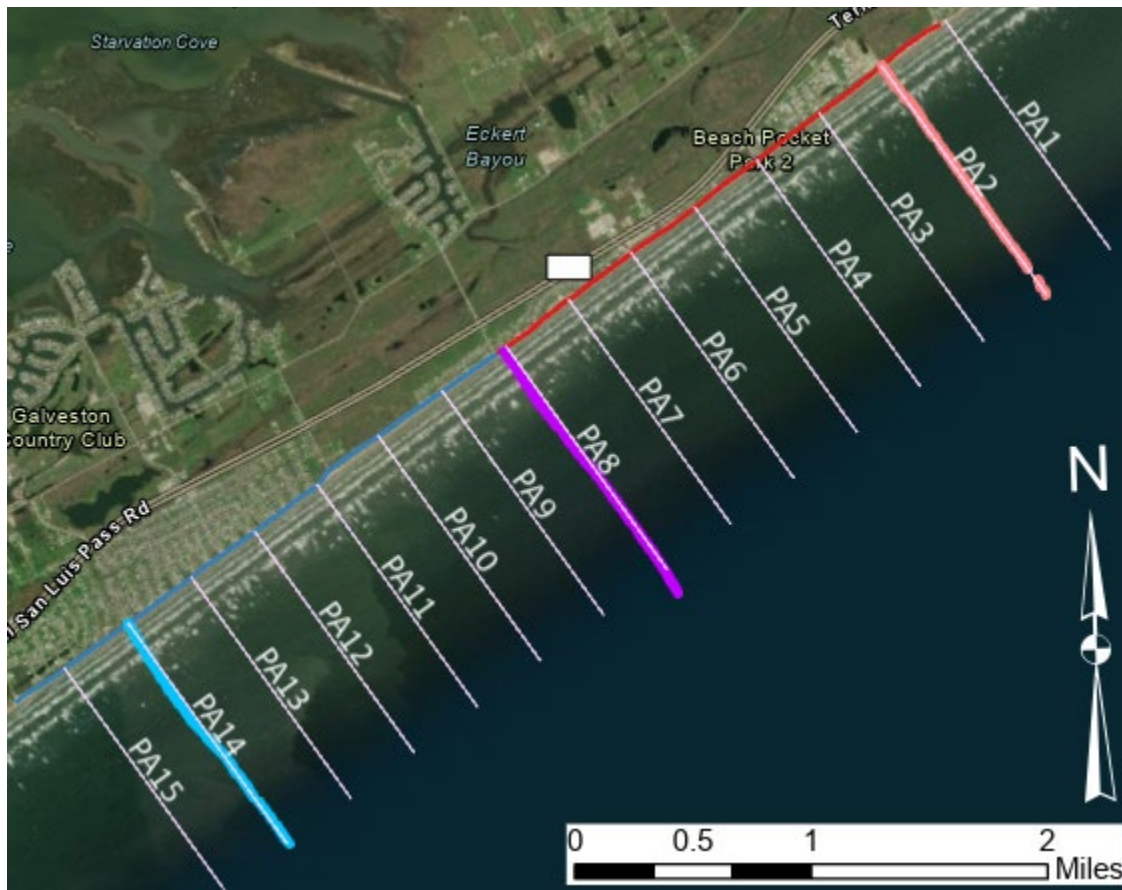 Starvation Cove
Eckert
Bayou
Beach Pocket
Park 2
PA1
PA2
PA3
PA4
PA5
PA6
PA7
PA8
PA9
PA10
PA11
PA12
PA13
PA14
PA15
Galveston
Country Club
San Luis Pass Rd
N
0 0.5 1 2
Miles